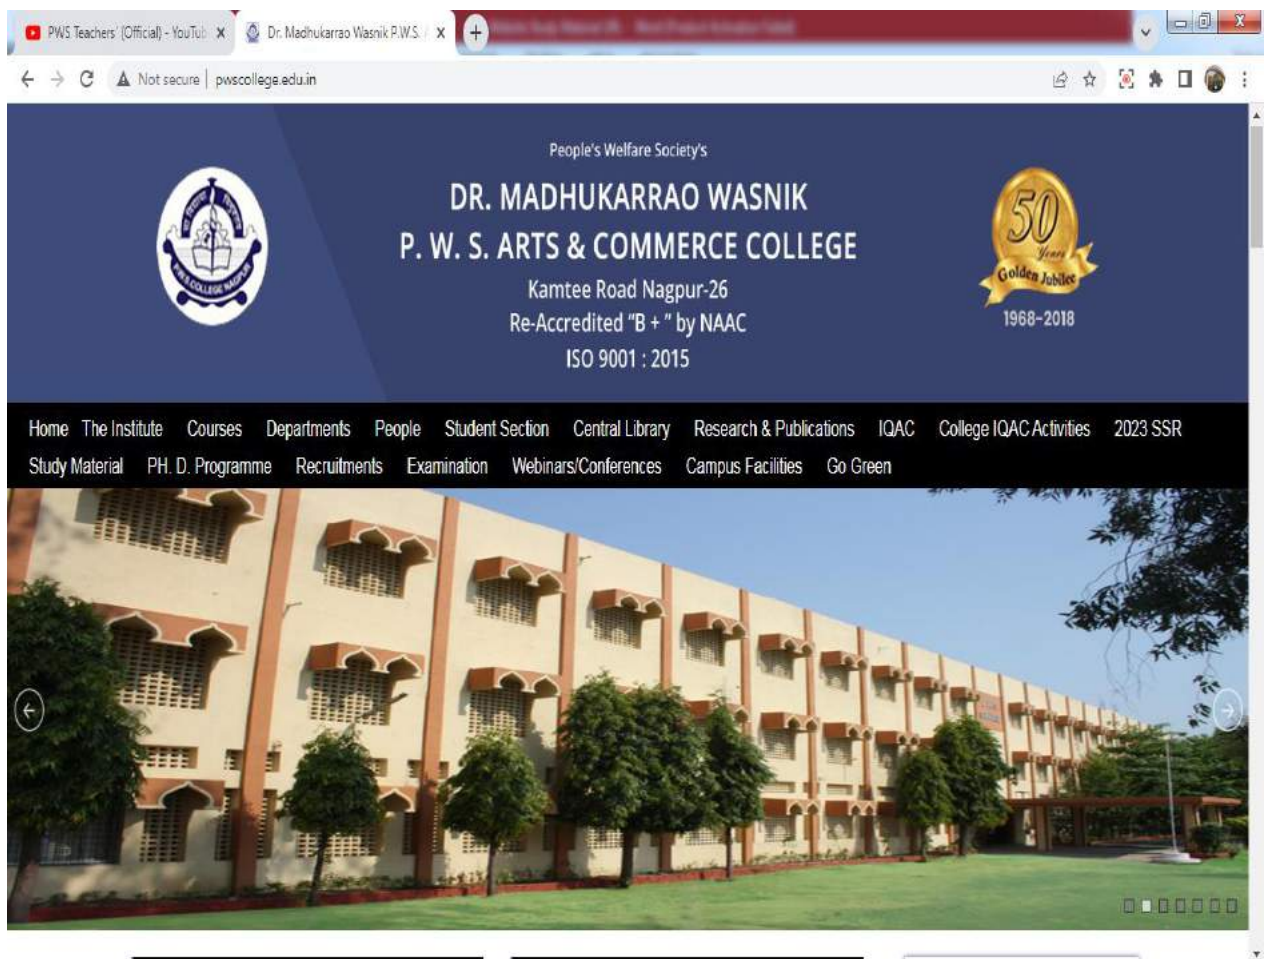 PWS Teachers' (Official) - YouTub
Dr. Madhukarrao Wasnik P.W.S. A
Not secure | pwscollege.edu.in
People's Welfare Society's
DR. MADHUKARRAO WASNIK
P. W. S. ARTS & COMMERCE COLLEGE
Kamtee Road Nagpur-26
Re-Accredited "B + " by NAAC
ISO 9001 : 2015
P.W.S. COLLEGE NAGPUR
50
Years
Golden Jubilee
1968-2018
Home The Institute Courses Departments People Student Section Central Library Research & Publications IQAC College IQAC Activities 2023 SSR
Study Material PH. D. Programme Recruitments Examination Webinars/Conferences Campus Facilities Go Green